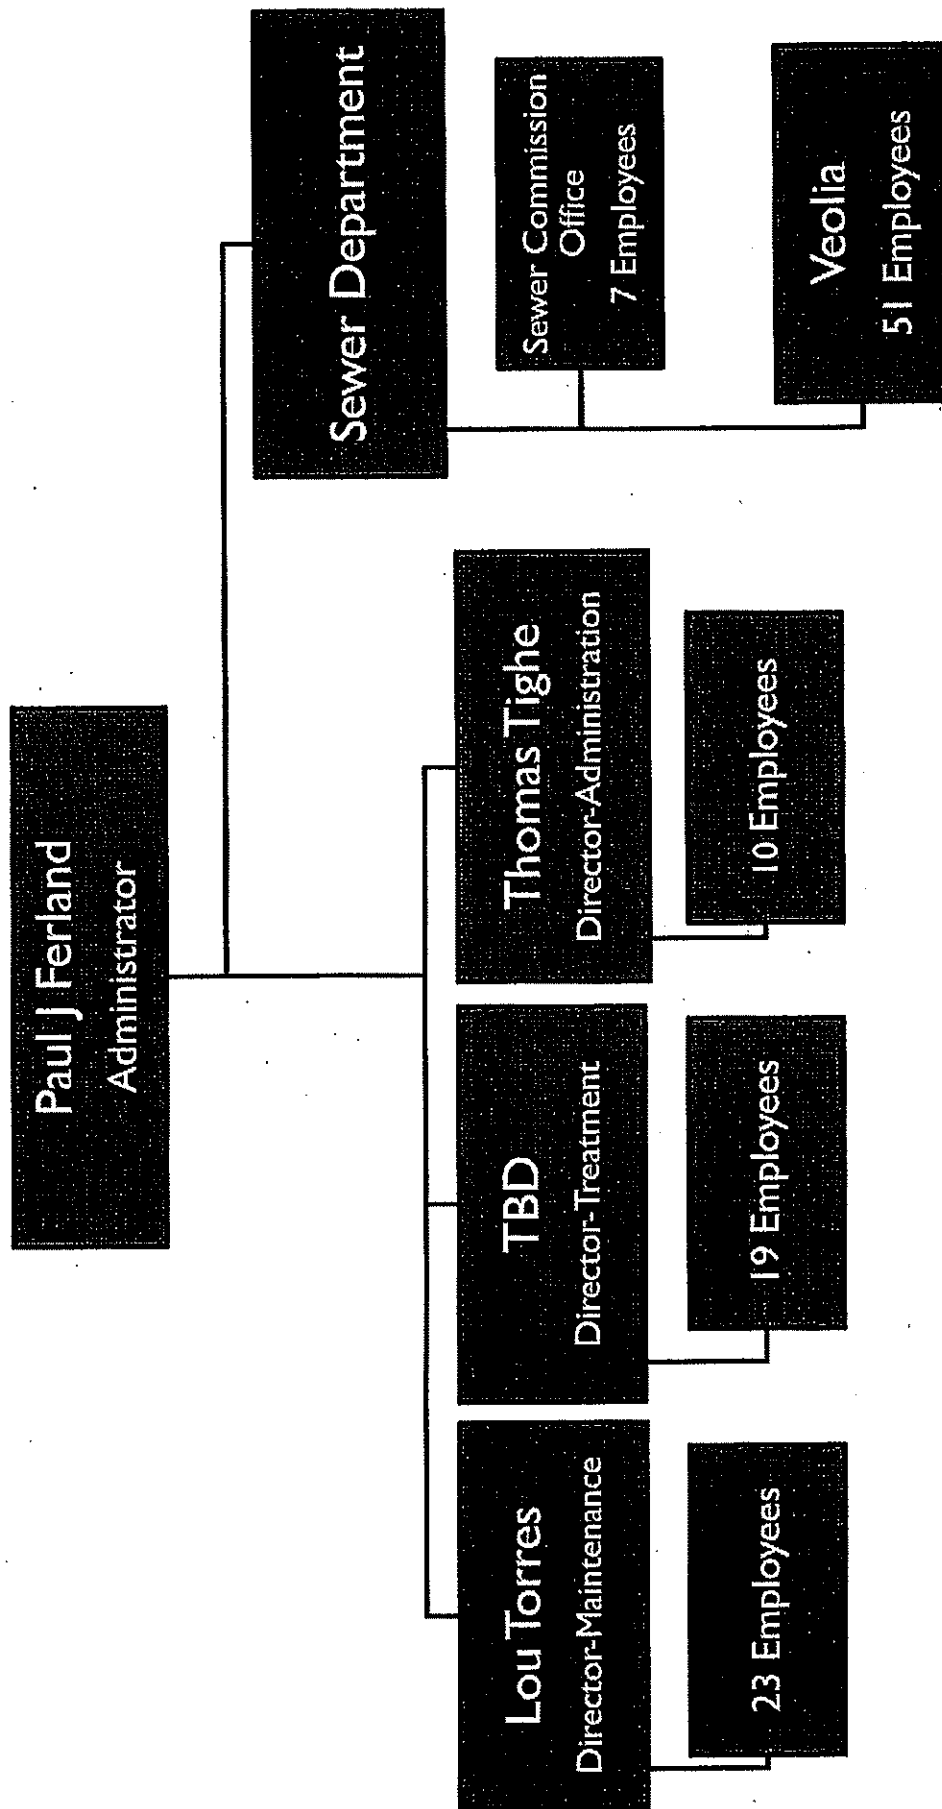 Paul J Ferland
Administrator
Sewer Department
Sewer Commission
Office
7 Employees
Veolia
51 Employees
Lou Torres
Director-Maintenance
23 Employees
TBD
Director-Treatment
19 Employees
Thomas Tighe
Director-Administration
10 Employees